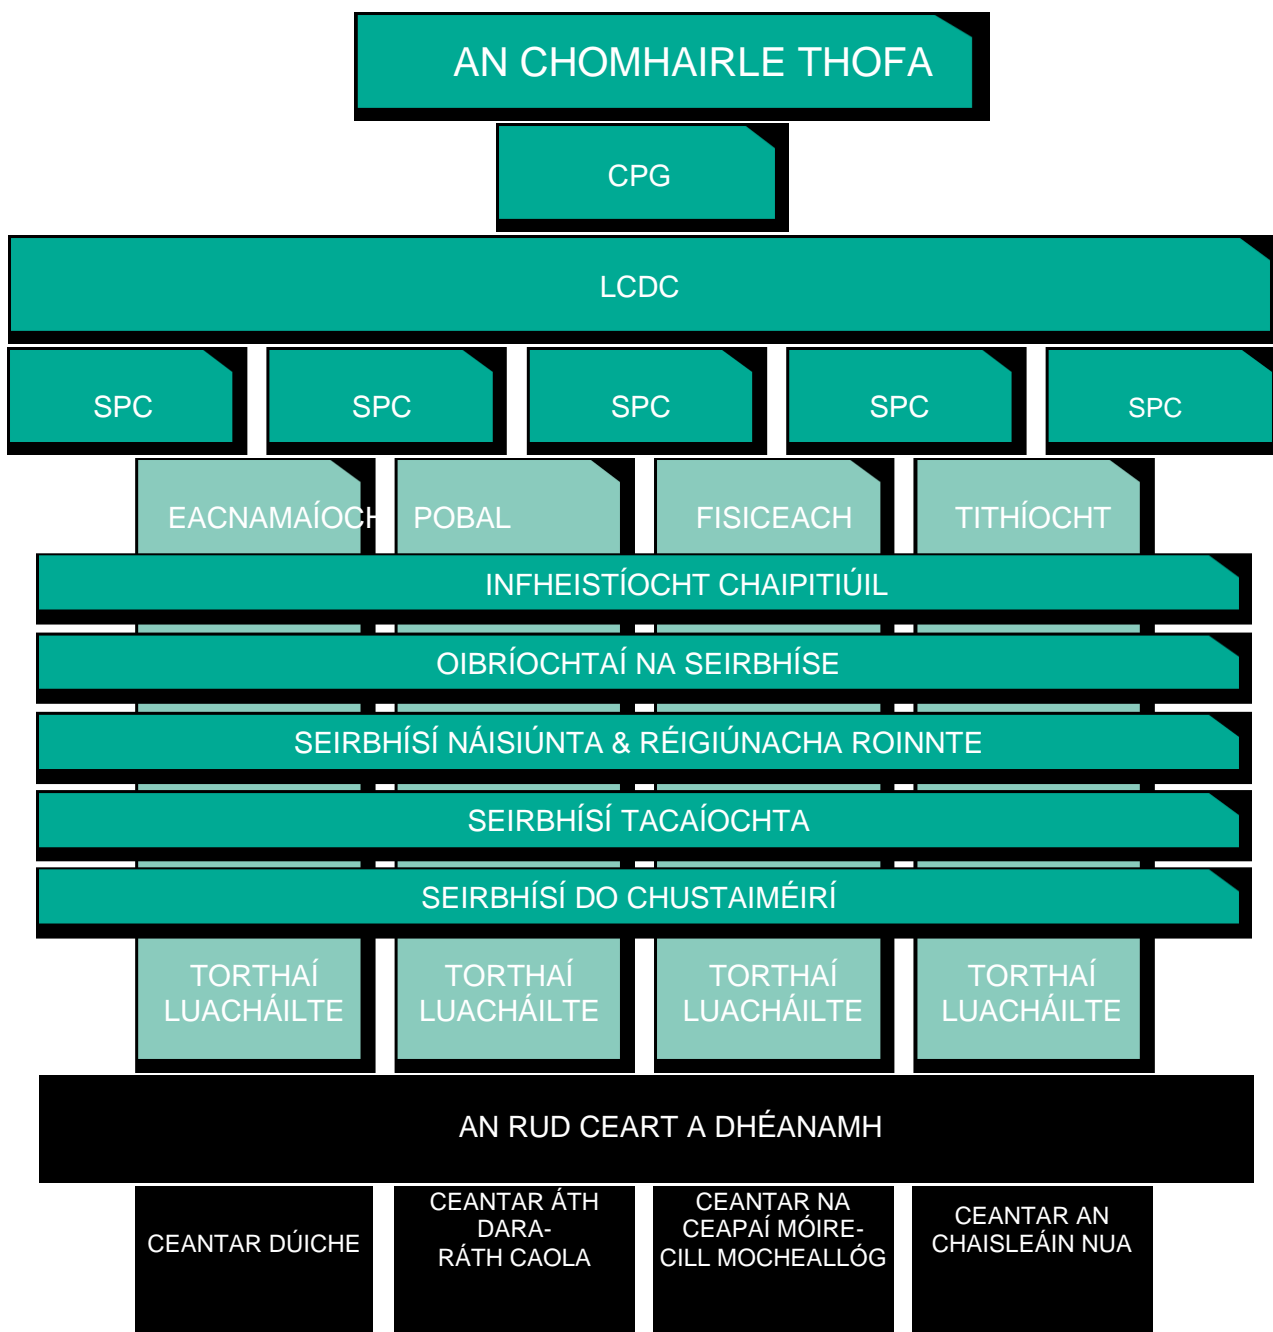 AN CHOMHAIRLE THOFA
CPG
LCDC
SPC SPC SPC SPC SPC
EACNAMAÍOCH POBAL FISICEACH TITHÍOCHT
INFHEISTÍOCHT CHAIPITIÚIL
OIBRÍOCHTAÍ NA SEIRBHÍSE
SEIRBHÍSÍ NÁISIÚNTA & RÉIGIÚNACHA ROINNTE
SEIRBHÍSÍ TACAÍOCHTA
SEIRBHÍSÍ DO CHUSTAIMÉIRÍ
TORTHAÍ
LUACHÁILTE
TORTHAÍ
LUACHÁILTE
TORTHAÍ
LUACHÁILTE
TORTHAÍ
LUACHÁILTE
AN RUD CEART A DHÉANAMH
CEANTAR DÚICHE
CEANTAR ÁTH
DARA-
RÁTH CAOLA
CEANTAR NA
CEAPAÍ MÓIRE-
CILL MOCHEALLÓG
CEANTAR AN
CHAISLEÁIN NUA